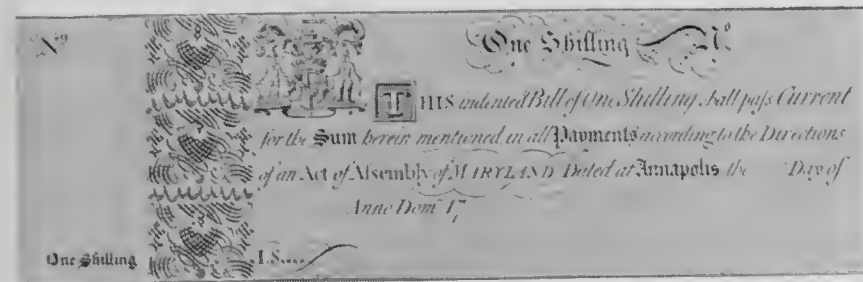 No
One Shilling No
THIS indented Bill of One Shilling shall pass Current
for the Sum herein mentioned, in all Payments according to the Directions
of an Act of Assembly of MARYLAND Dated at Annapolis the Day of
Anno Dom 17
One Shilling 1S